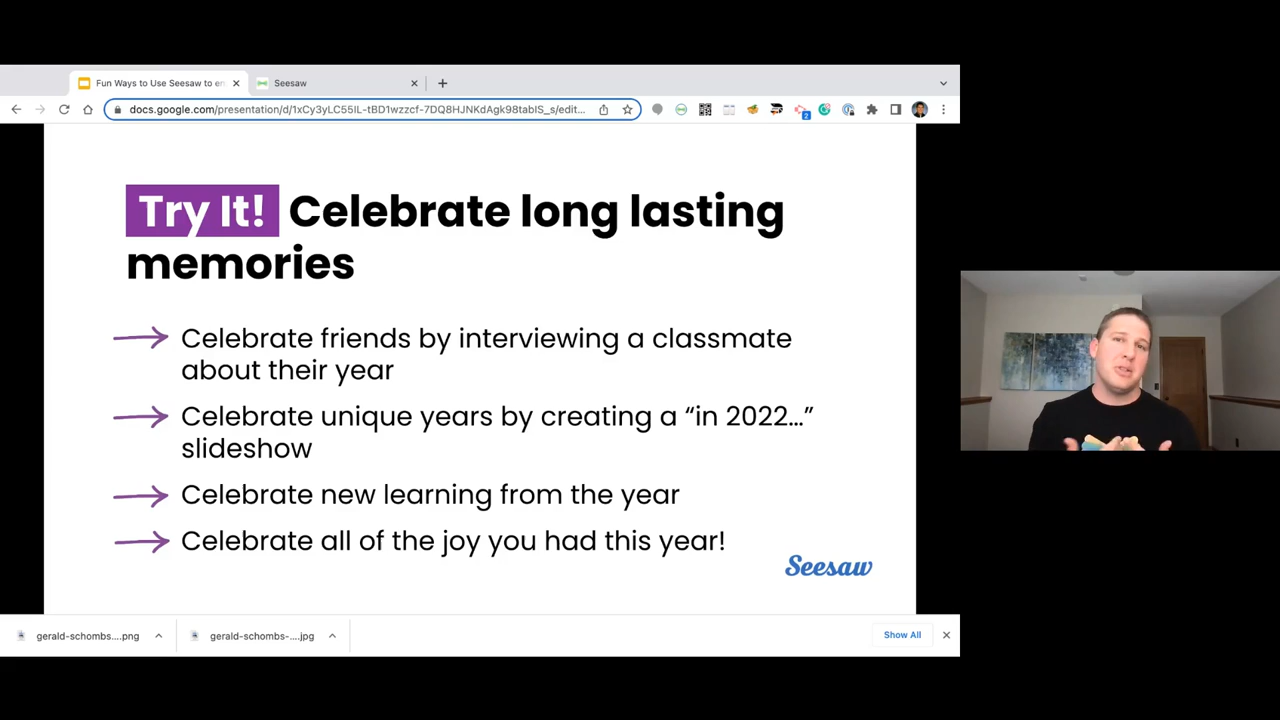 Fun Ways to Use Seesaw to en
Seesaw
docs.google.com/presentation/d/1xCy3yLC55IL-tBD1wzzcf-7DQ8HJNKdAgk98tabIS_s/edit...
2
Try It! Celebrate long lasting
memories
Celebrate friends by interviewing a classmate
about their year
Celebrate unique years by creating a “in 2022…”
slideshow
Celebrate new learning from the year
Celebrate all of the joy you had this year!
Seesaw
gerald-schombs....png
gerald-schombs-....jpg
Show All